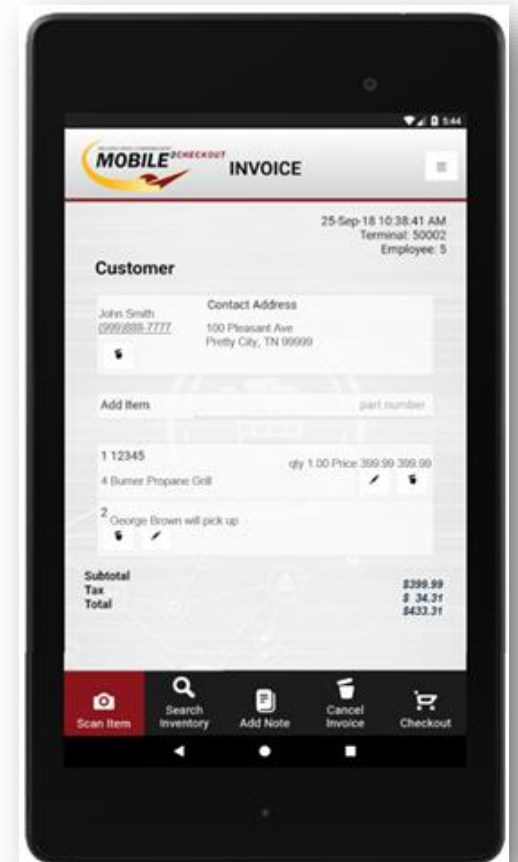 5:44
MOBILE 2CHECKOUT INVOICE
25-Sep-18 10:38:41 AM
Terminal: 50002
Employee: 5
Customer
John Smith
(999)888-7777
Contact Address
100 Pleasant Ave
Pretty City, TN 99999
Add Item part number
1 12345
qty 1.00 Price 399.99 399.99
4 Burner Propane Grill
2 George Brown will pick up
Subtotal $399.99
Tax $ 34.31
Total $433.31
Scan Item
Search Inventory
Add Note
Cancel Invoice
Checkout